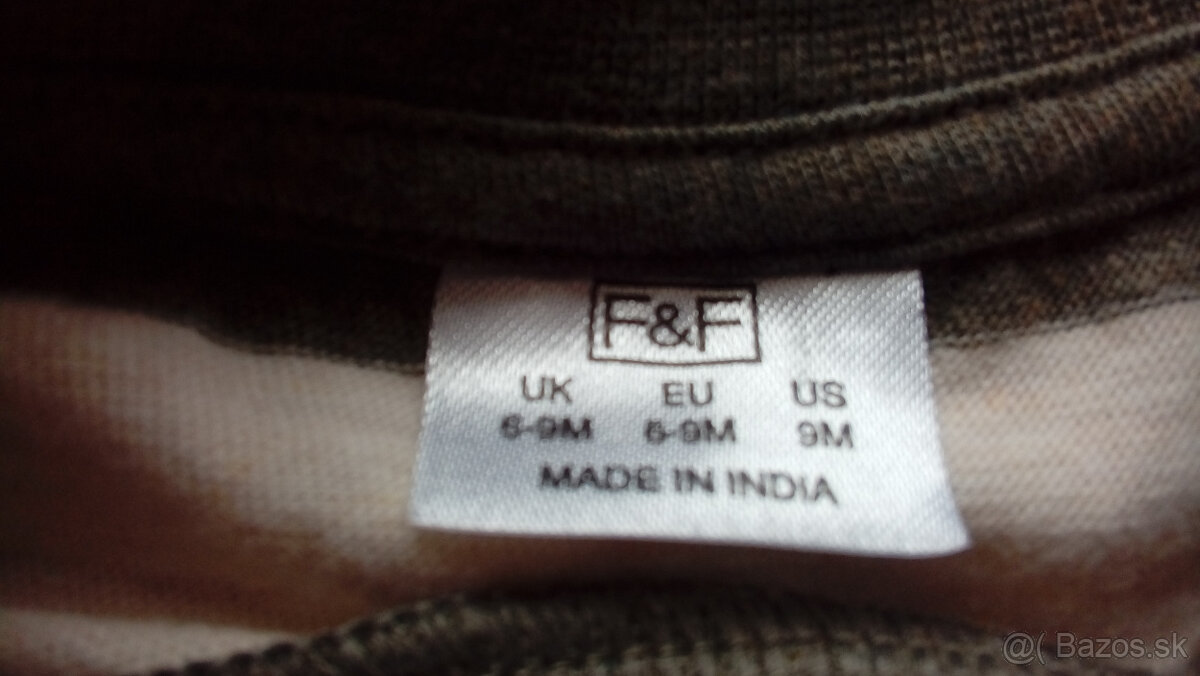 F&F
UK EU US
6-9M 6-9M 9M
MADE IN INDIA
@( Bazos.sk